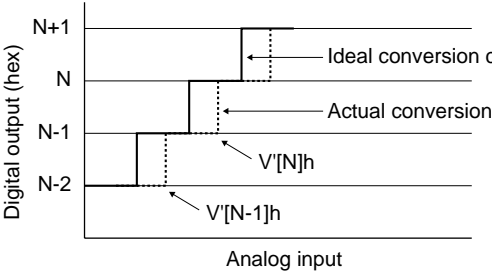 N+1
Ideal conversion
N
Actual conversion
N-1
V'[N]h
N-2
V'[N-1]h
Digital output (hex)
Analog input